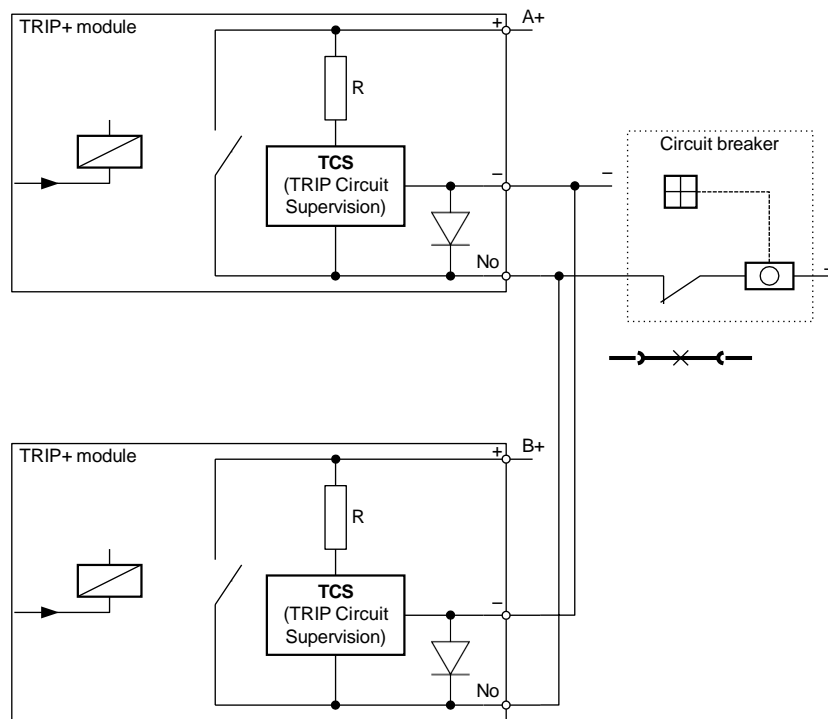 TRIP+ module
+
A+
R
TCS
(TRIP Circuit
Supervision)
–
–
No
Circuit breaker
–
TRIP+ module
+
B+
R
TCS
(TRIP Circuit
Supervision)
–
No